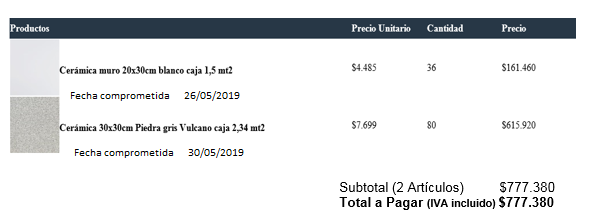 Productos Precio Unitario Cantidad Precio
Cerámica muro 20x30cm blanco caja 1,5 mt2 $4.485 36 $161.460
Fecha comprometida 26/05/2019
Cerámica 30x30cm Piedra gris Vulcano caja 2,34 mt2 $7.699 80 $615.920
Fecha comprometida 30/05/2019
Subtotal (2 Artículos) $777.380
Total a Pagar (IVA incluido) $777.380